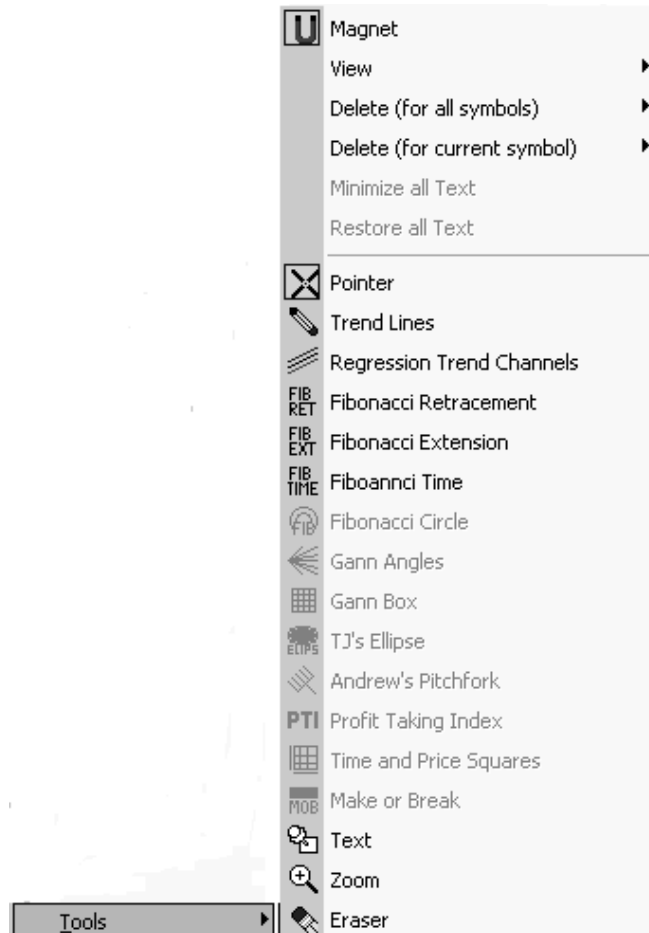 Magnet
View
Delete (for all symbols)
Delete (for current symbol)
Minimize all Text
Restore all Text
Pointer
Trend Lines
Regression Trend Channels
FIB RET Fibonacci Retracement
FIB EXT Fibonacci Extension
FIB TIME Fiboannci Time
FIB Fibonacci Circle
Gann Angles
Gann Box
ELIPS TJ's Ellipse
Andrew's Pitchfork
PTI Profit Taking Index
Time and Price Squares
MOB Make or Break
Text
Zoom
Tools Eraser